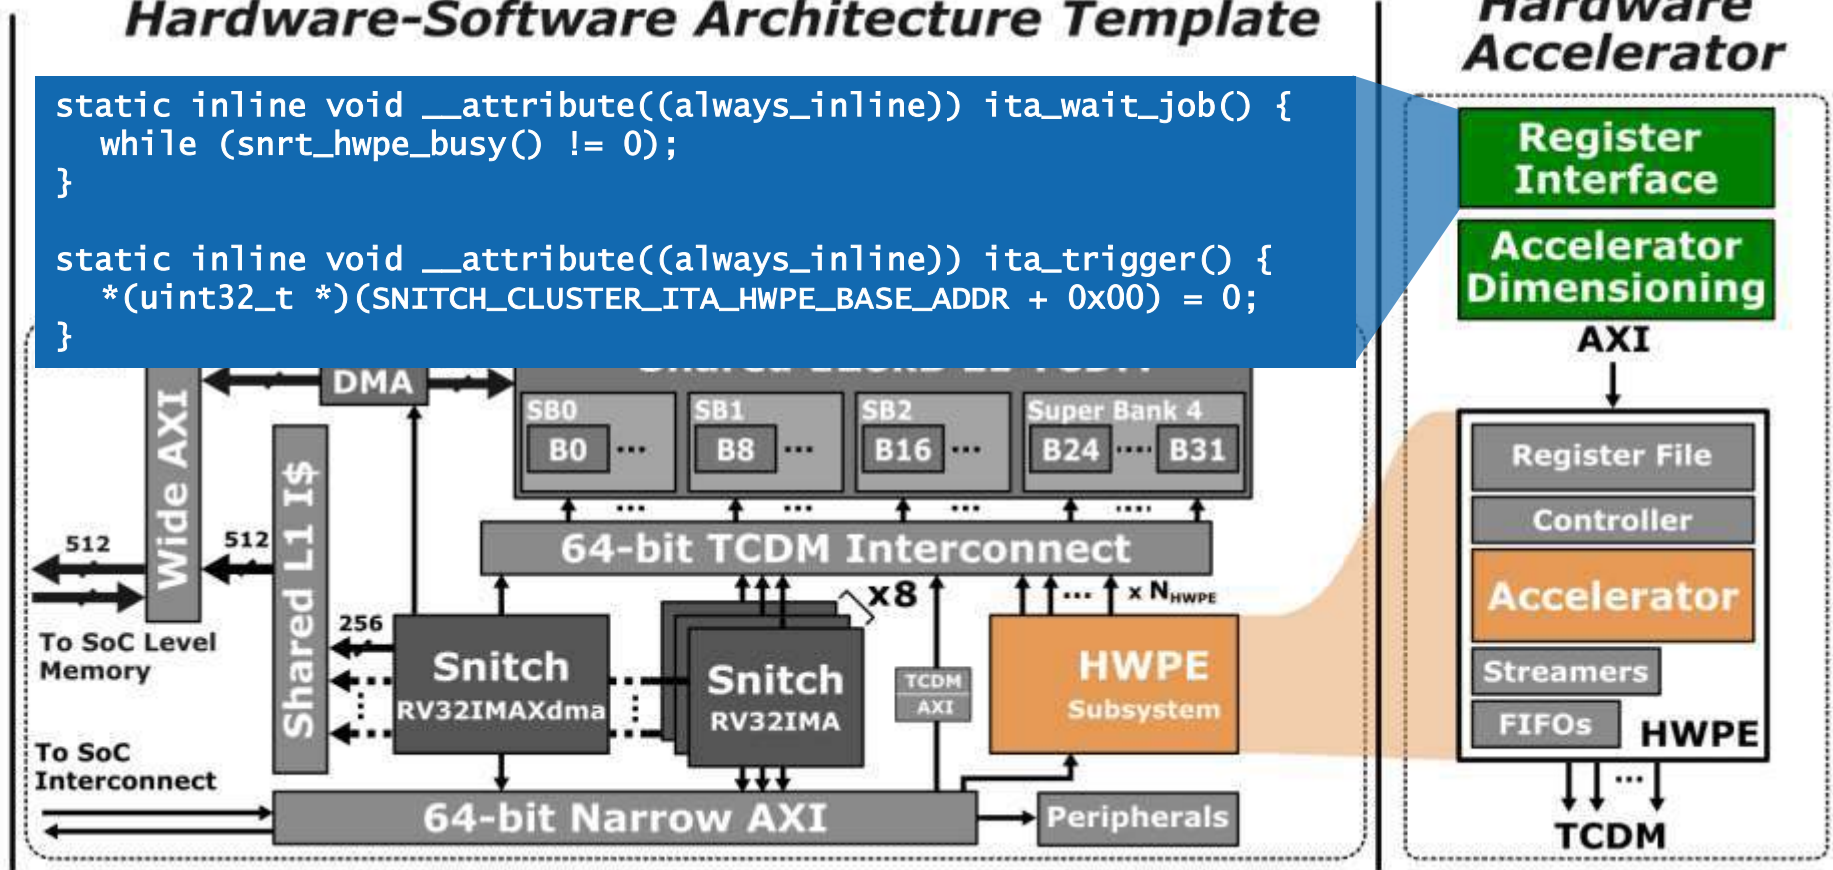 Hardware-Software Architecture Template
static inline void __attribute((always_inline)) ita_wait_job() {
while (snrt_hwpe_busy() != 0);
}
static inline void __attribute((always_inline)) ita_trigger() {
*(uint32_t *)(SNITCH_CLUSTER_ITA_HWPE_BASE_ADDR + 0x00) = 0;
}
DMA
Wide AXI
SB0
B0 ...
SB1
B8 ...
SB2
B16 ...
Super Bank 4
B24 .... B31
... ... ... ....
64-bit TCDM Interconnect
512
512
Shared L1 I$
To SoC Level
Memory
256
Snitch
RV32IMAXdma
x8
Snitch
RV32IMA
TCDM
AXI
... x N_HWPE
HWPE
Subsystem
To SoC
Interconnect
64-bit Narrow AXI
Peripherals
Hardware
Accelerator
Register
Interface
Accelerator
Dimensioning
AXI
Register File
Controller
Accelerator
Streamers
FIFOs
HWPE
...
TCDM